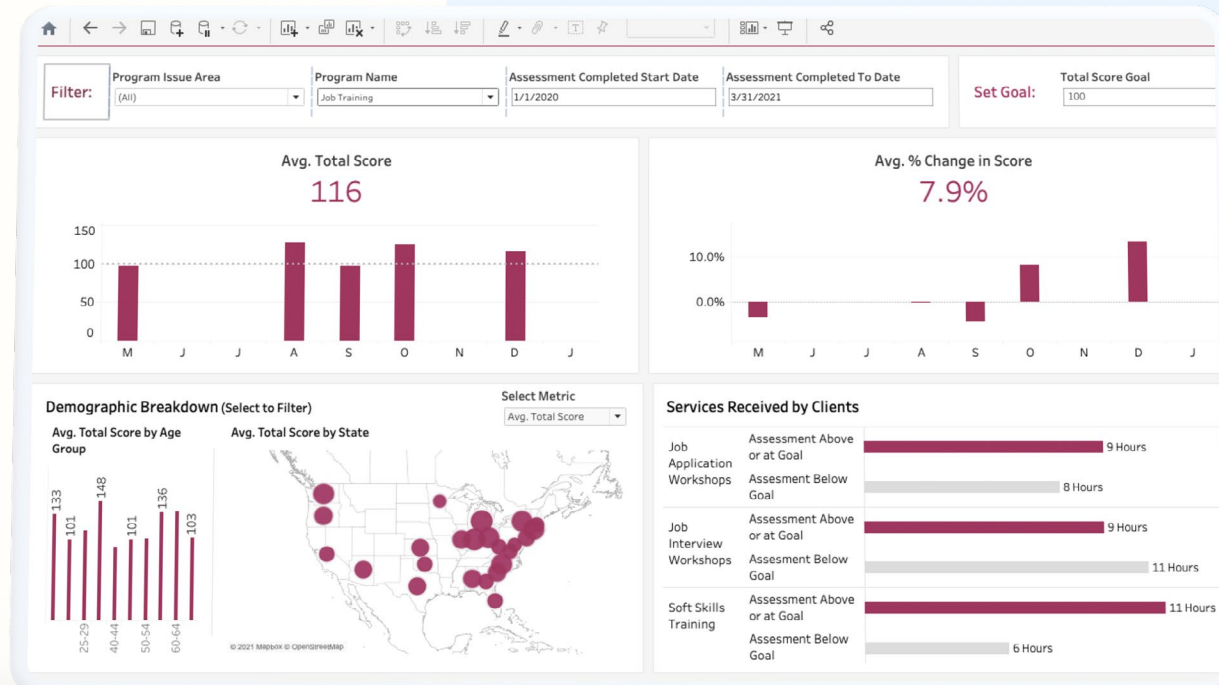 Filter:
Program Issue Area
(All)
Program Name
Job Training
Assessment Completed Start Date
1/1/2020
Assessment Completed To Date
3/31/2021
Set Goal:
Total Score Goal
100
Avg. Total Score
116
150
100
50
0
M J J A S O N D J
Avg. % Change in Score
7.9%
10.0%
0.0%
M J J A S O N D J
Demographic Breakdown (Select to Filter)
Select Metric
Avg. Total Score
Avg. Total Score by Age
Group
133
101
148
101
136
103
25-29
40-44
50-54
60-64
Avg. Total Score by State
© 2021 Mapbox © OpenStreetMap
Services Received by Clients
Job
Application
Workshops
Assessment Above
or at Goal
9 Hours
Assesment Below
Goal
8 Hours
Job
Interview
Workshops
Assessment Above
or at Goal
9 Hours
Assesment Below
Goal
11 Hours
Soft Skills
Training
Assessment Above
or at Goal
11 Hours
Assesment Below
Goal
6 Hours